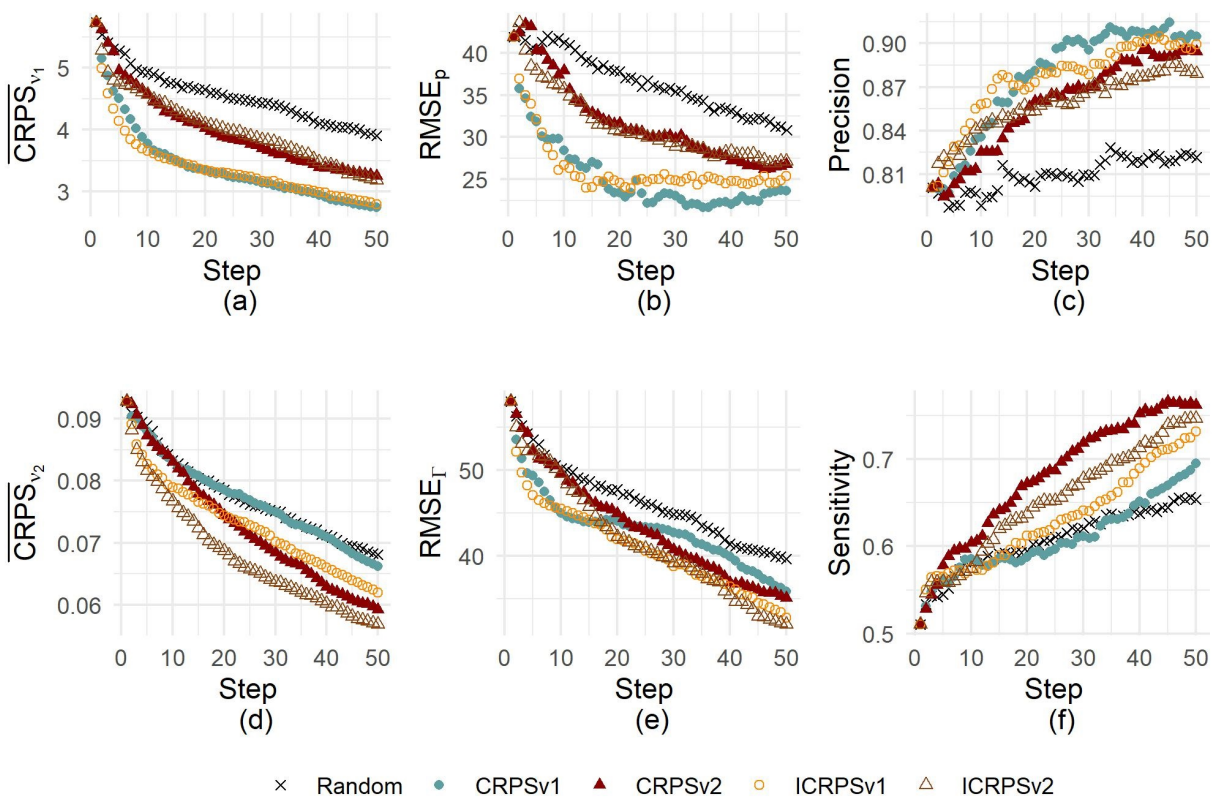 CRPS_ν1
5
4
3
0 10 20 30 40 50
Step
(a)
RMSE_p
40
35
30
25
0 10 20 30 40 50
Step
(b)
Precision
0.90
0.87
0.84
0.81
0 10 20 30 40 50
Step
(c)
CRPS_ν2
0.09
0.08
0.07
0.06
0 10 20 30 40 50
Step
(d)
RMSE_Γ
50
40
0 10 20 30 40 50
Step
(e)
Sensitivity
0.7
0.6
0.5
0 10 20 30 40 50
Step
(f)
Random CRPSv1 CRPSv2 ICRPSv1 ICRPSv2